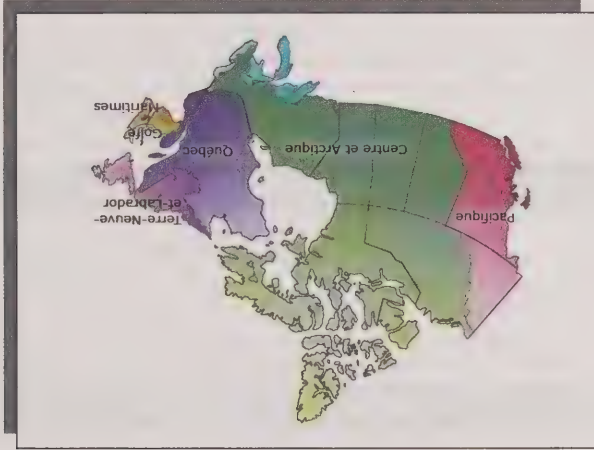 Pacifique
Terre-Neuve-
et-Labrador
Centre et Arctique
Québec
Golfe
Maritimes